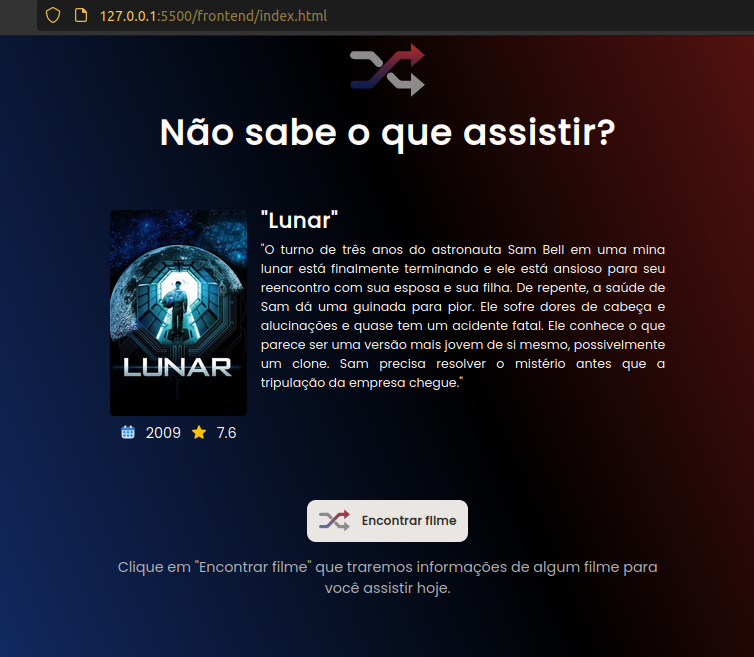 127.0.0.1:5500/frontend/index.html
Não sabe o que assistir?
"Lunar"
"O turno de três anos do astronauta Sam Bell em uma mina
lunar está finalmente terminando e ele está ansioso para seu
reencontro com sua esposa e sua filha. De repente, a saúde de
Sam dá uma guinada para pior. Ele sofre dores de cabeça e
alucinações e quase tem um acidente fatal. Ele conhece o que
parece ser uma versão mais jovem de si mesmo, possivelmente
um clone. Sam precisa resolver o mistério antes que a
tripulação da empresa chegue."
LUNAR
2009 7.6
Encontrar filme
Clique em "Encontrar filme" que traremos informações de algum filme para
você assistir hoje.